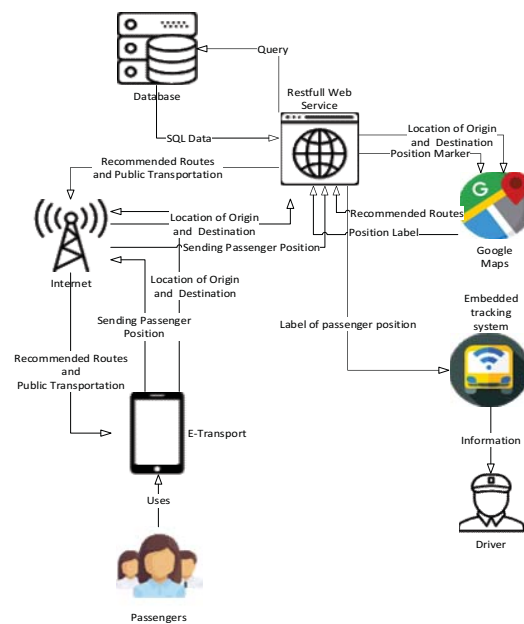 Query
Database
Restfull Web
Service
SQL Data
Location of Origin
and Destination
Position Marker
Recommended Routes
and Public Transportation
G
Location of Origin
and Destination
Recommended Routes
Sending Passenger Position
Position Label
Google
Maps
Internet
Location of Origin
and Destination
Embedded
tracking
system
Sending Passenger
Position
Label of passenger position
Recommended Routes
and
Public Transportation
E-Transport
Information
Uses
Driver
Passengers